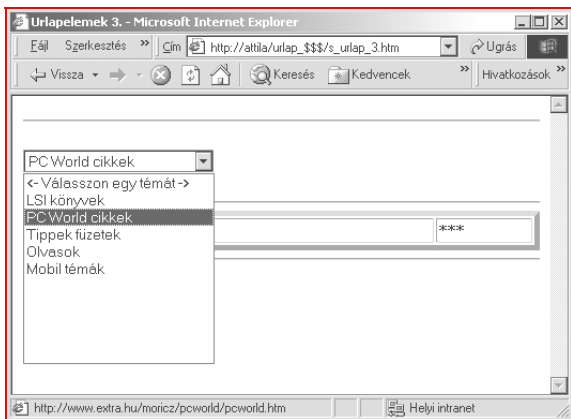 Urlapelemek 3. - Microsoft Internet Explorer
Fájl Szerkesztés » Cím http://attila/urlap_$$$/s_urlap_3.htm Ugrás
Vissza Keresés Kedvencek » Hivatkozások »
PC World cikkek
<- Válasszon egy témát ->
LSI könyvek
PC World cikkek
Tippek füzetek
Olvasok
Mobil témák
***
http://www.extra.hu/moricz/pcworld/pcworld.htm Helyi intranet